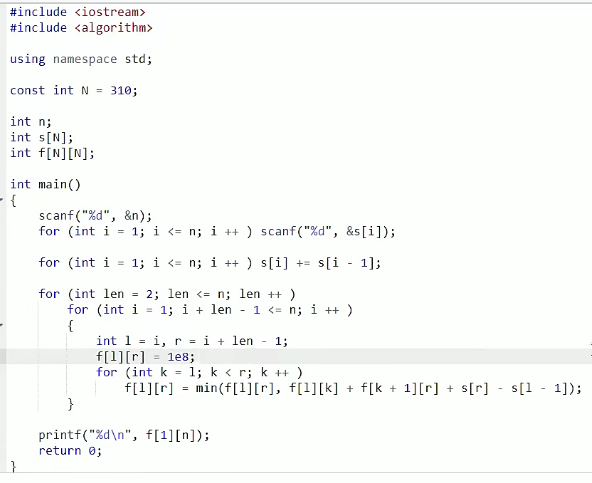 #include <iostream>
#include <algorithm>
using namespace std;
const int N = 310;
int n;
int s[N];
int f[N][N];
int main()
{
    scanf("%d", &n);
    for (int i = 1; i <= n; i ++ ) scanf("%d", &s[i]);
    for (int i = 1; i <= n; i ++ ) s[i] += s[i - 1];
    for (int len = 2; len <= n; len ++ )
        for (int i = 1; i + len - 1 <= n; i ++ )
        {
            int l = i, r = i + len - 1;
            f[l][r] = 1e8;
            for (int k = l; k < r; k ++ )
                f[l][r] = min(f[l][r], f[l][k] + f[k + 1][r] + s[r] - s[l - 1]);
        }
    printf("%d\n", f[1][n]);
    return 0;
}